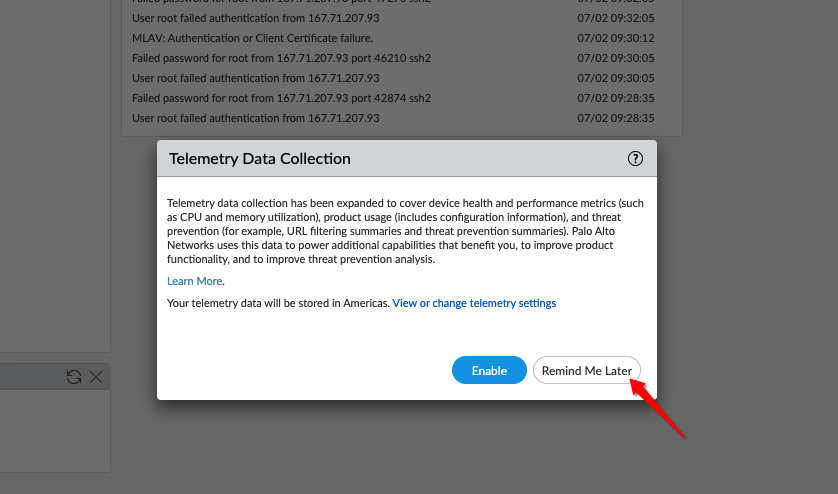 Failed password for root from 167.71.207.93 port 47270 ssh2 07/02 09:32:05
User root failed authentication from 167.71.207.93 07/02 09:32:05
MLAV: Authentication or Client Certificate failure. 07/02 09:30:12
Failed password for root from 167.71.207.93 port 46210 ssh2 07/02 09:30:05
User root failed authentication from 167.71.207.93 07/02 09:30:05
Failed password for root from 167.71.207.93 port 42874 ssh2 07/02 09:28:35
User root failed authentication from 167.71.207.93 07/02 09:28:35
Telemetry Data Collection
Telemetry data collection has been expanded to cover device health and performance metrics (such
as CPU and memory utilization), product usage (includes configuration information), and threat
prevention (for example, URL filtering summaries and threat prevention summaries). Palo Alto
Networks uses this data to power additional capabilities that benefit you, to improve product
functionality, and to improve threat prevention analysis.
Learn More.
Your telemetry data will be stored in Americas. View or change telemetry settings
Enable Remind Me Later